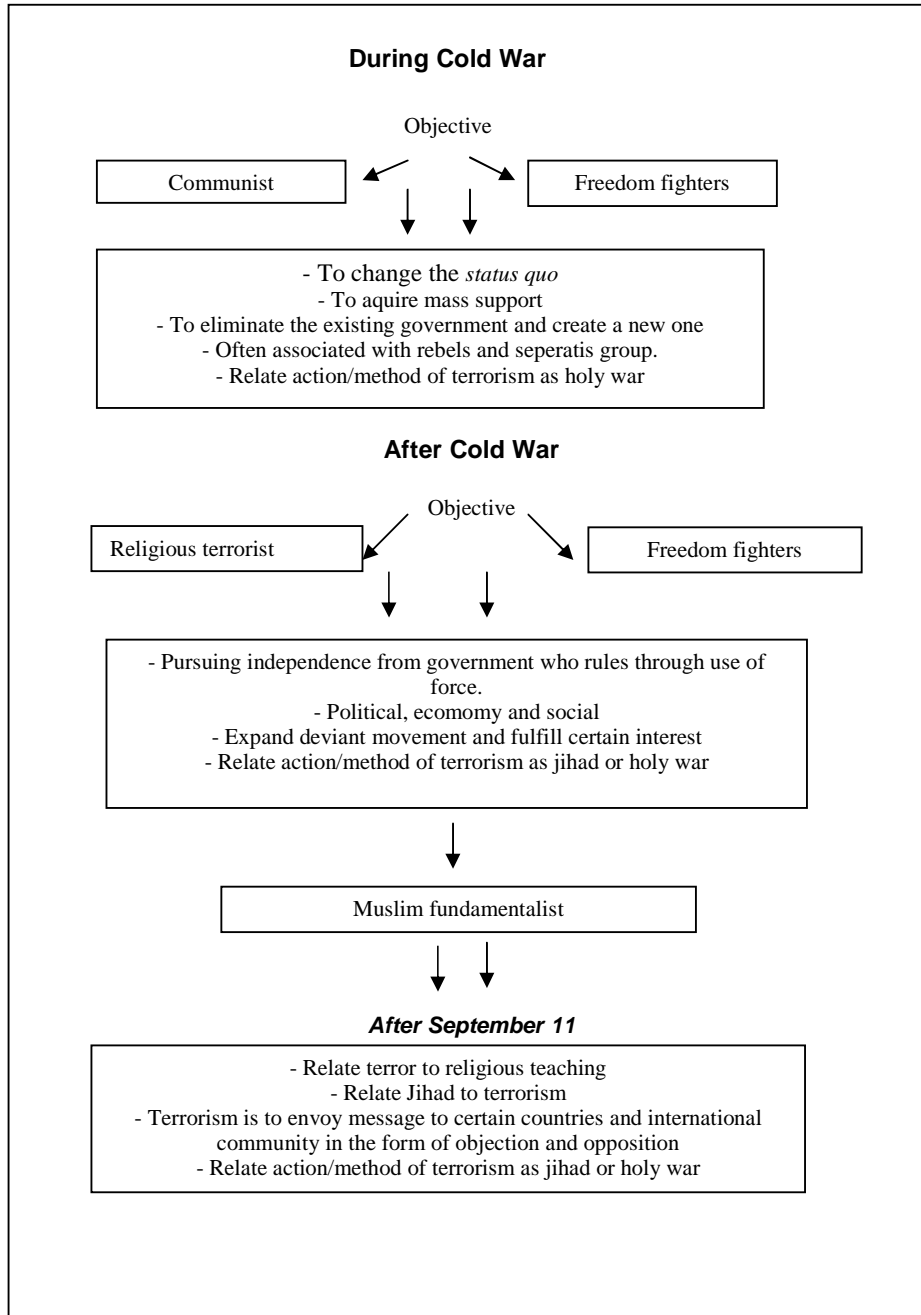 During Cold War
Objective
Communist
Freedom fighters
- To change the status quo
- To aquire mass support
- To eliminate the existing government and create a new one
- Often associated with rebels and seperatis group.
- Relate action/method of terrorism as holy war
After Cold War
Objective
Religious terrorist
Freedom fighters
- Pursuing independence from government who rules through use of
force.
- Political, ecomomy and social
- Expand deviant movement and fulfill certain interest
- Relate action/method of terrorism as jihad or holy war
Muslim fundamentalist
After September 11
- Relate terror to religious teaching
- Relate Jihad to terrorism
- Terrorism is to envoy message to certain countries and international
community in the form of objection and opposition
- Relate action/method of terrorism as jihad or holy war